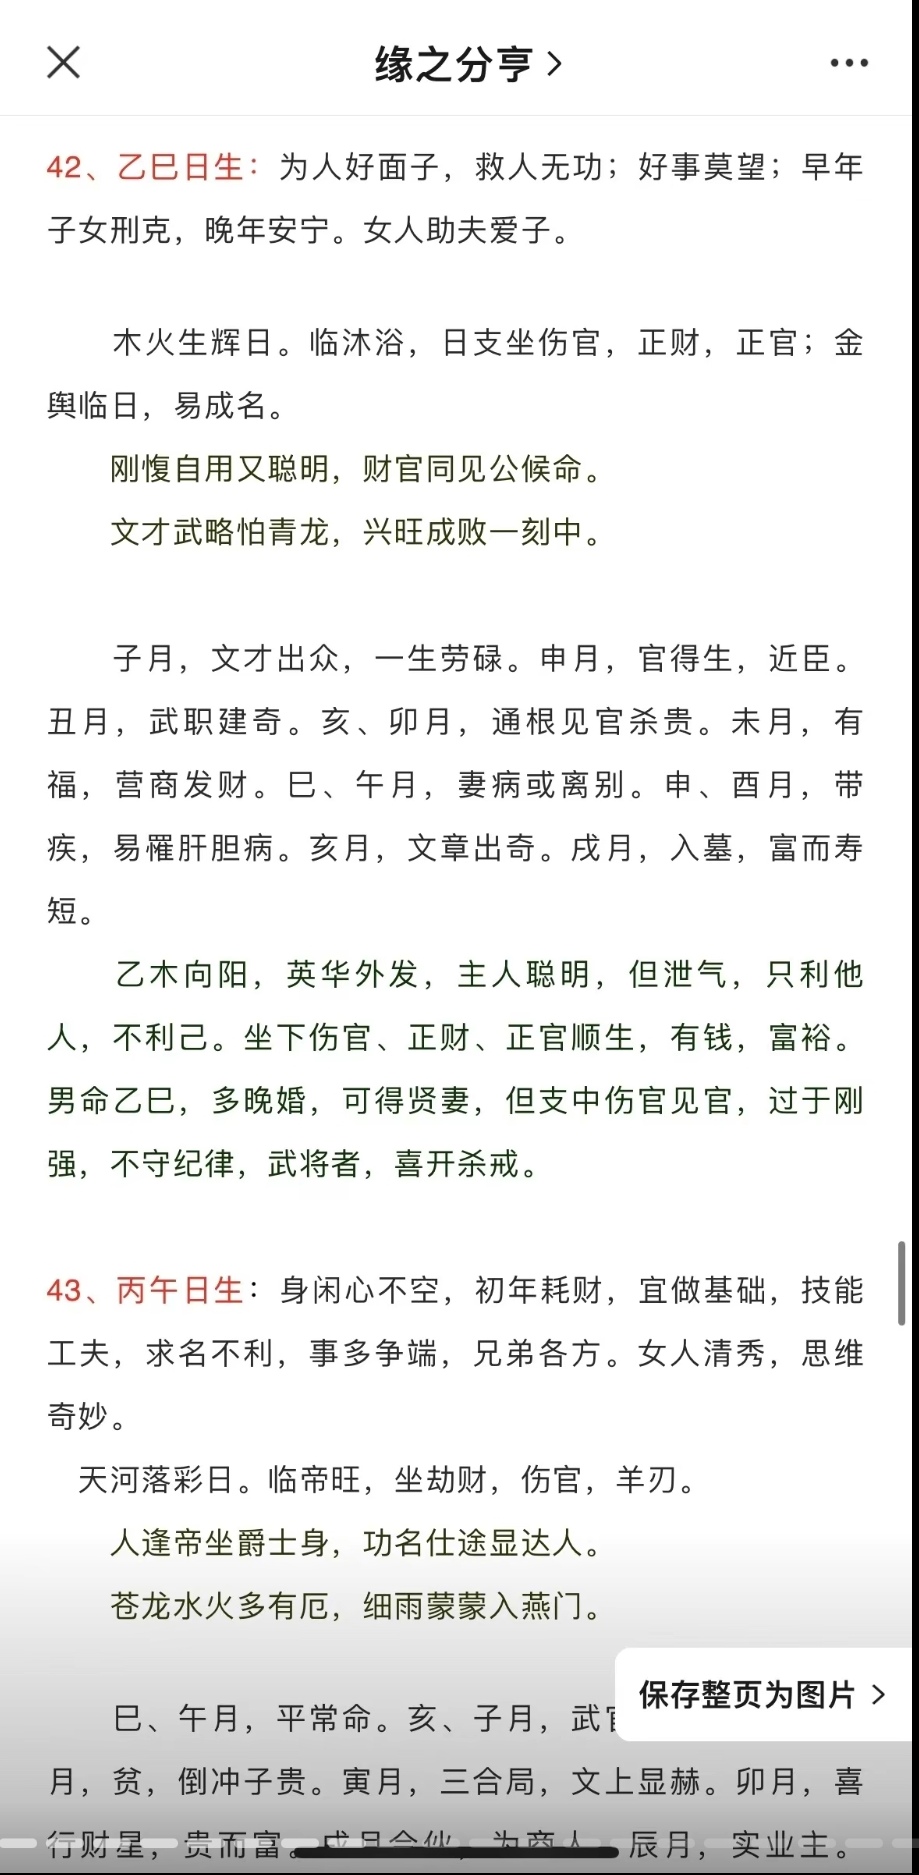 缘之分亨
42、乙巳日生：为人好面子，救人无功；好事莫望；早年
子女刑克，晚年安宁。女人助夫爱子。
木火生辉日。临沐浴，日支坐伤官，正财，正官；金
舆临日，易成名。
刚愎自用又聪明，财官同见公候命。
文才武略怕青龙，兴旺成败一刻中。
子月，文才出众，一生劳碌。申月，官得生，近臣。
丑月，武职建奇。亥、卯月，通根见官杀贵。未月，有
福，营商发财。巳、午月，妻病或离别。申、酉月，带
疾，易罹肝胆病。亥月，文章出奇。戌月，入墓，富而寿
短。
乙木向阳，英华外发，主人聪明，但泄气，只利他
人，不利己。坐下伤官、正财、正官顺生，有钱，富裕。
男命乙巳，多晚婚，可得贤妻，但支中伤官见官，过于刚
强，不守纪律，武将者，喜开杀戒。
43、丙午日生：身闲心不空，初年耗财，宜做基础，技能
工夫，求名不利，事多争端，兄弟各方。女人清秀，思维
奇妙。
天河落彩日。临帝旺，坐劫财，伤官，羊刃。
人逢帝坐爵士身，功名仕途显达人。
苍龙水火多有厄，细雨蒙蒙入燕门。
保存整页为图片
巳、午月，平常命。亥、子月，武
月，贫，倒冲子贵。寅月，三合局，文上显赫。卯月，喜
行财星，贵而富。戌月合伙，为商人。辰月，实业主。